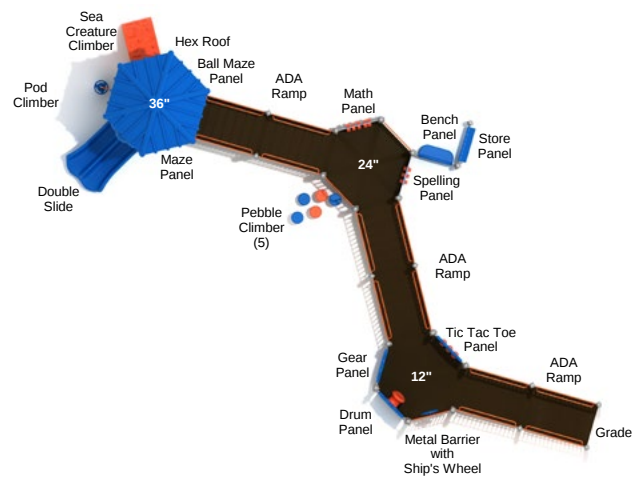 Sea
Creature
Climber
Hex Roof
Ball Maze
Panel
ADA
Ramp
Pod
Climber
36"
Math
Panel
Bench
Panel
Store
Panel
Maze
Panel
24"
Double
Slide
Spelling
Panel
Pebble
Climber
(5)
ADA
Ramp
Tic Tac Toe
Panel
Gear
Panel
12"
ADA
Ramp
Drum
Panel
Grade
Metal Barrier
with
Ship's Wheel